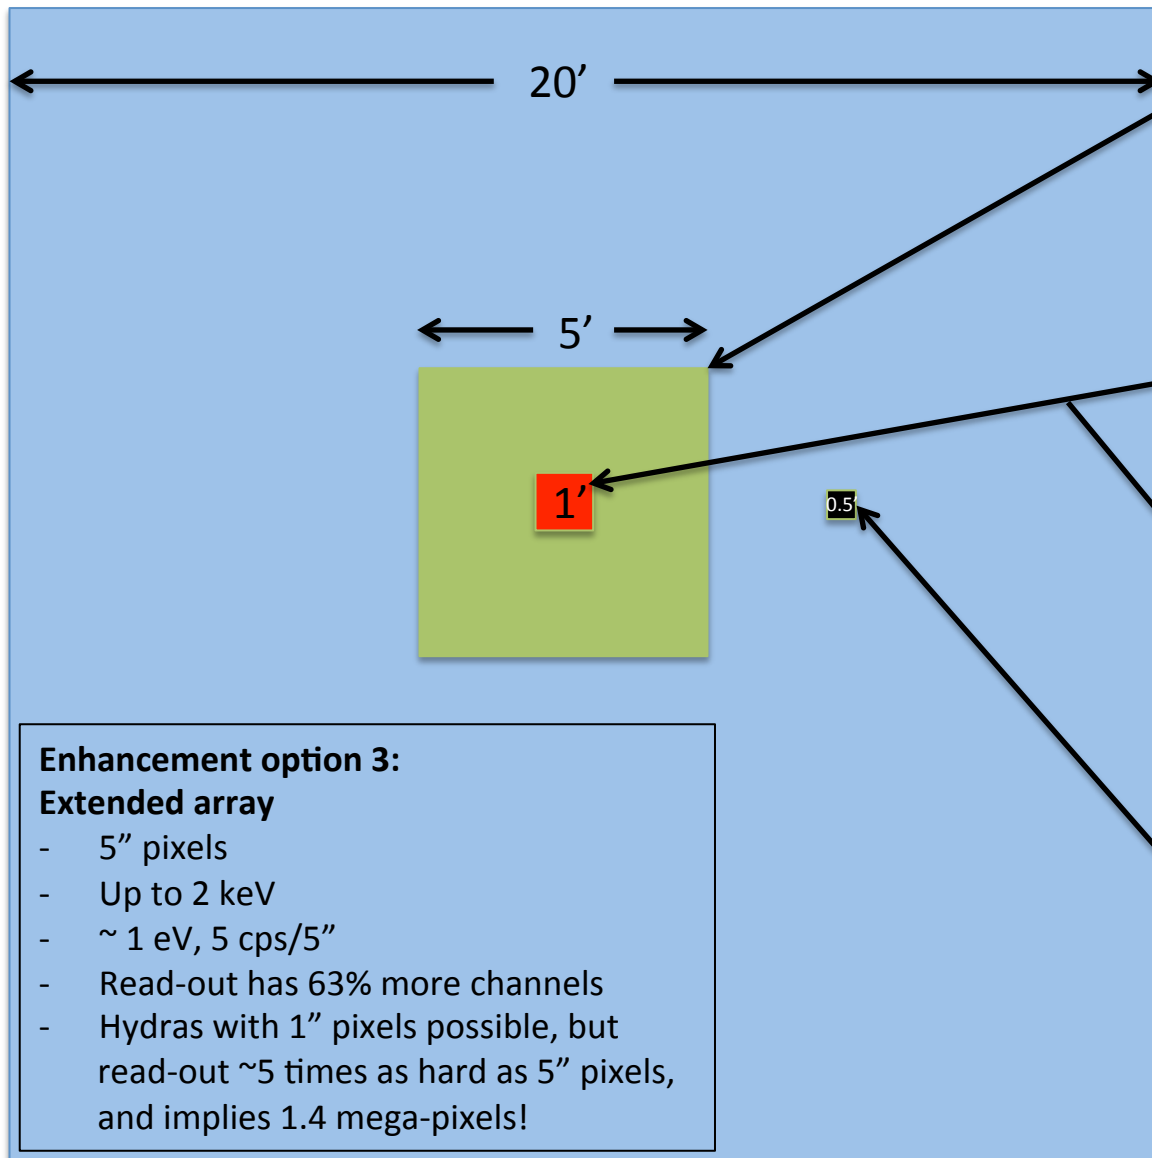 20’
5’
1’
0.5’
Enhancement option 3:
Extended array
- 5” pixels
- Up to 2 keV
- ~ 1 eV, 5 cps/5”
- Read-out has 63% more channels
- Hydras with 1” pixels possible, but
read-out ~5 times as hard as 5” pixels,
and implies 1.4 mega-pixels!